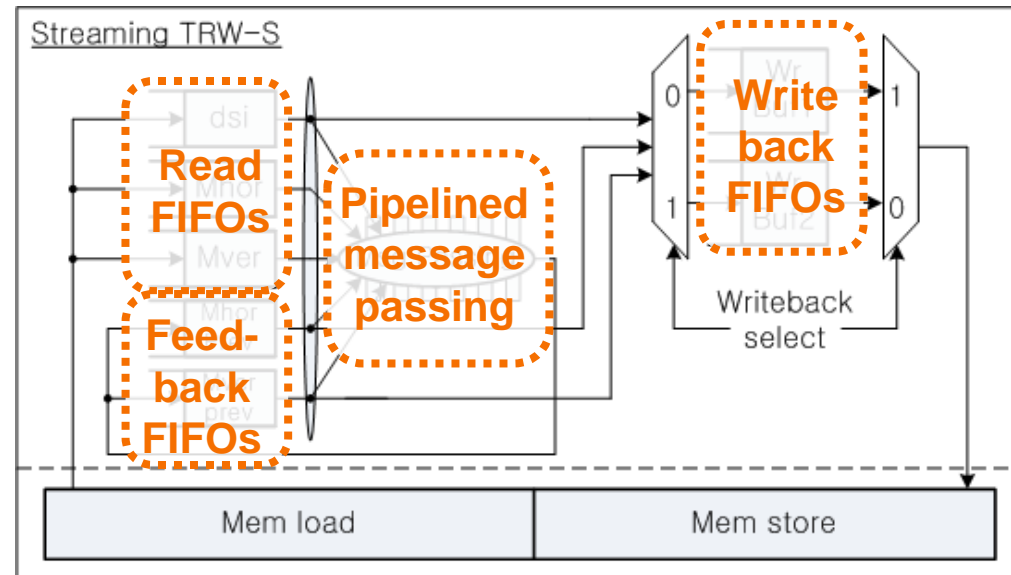 Streaming TRW-S
dsi
Mhor
Mver
Read
FIFOs
Mhor
prev
Feed-
back
FIFOs
Pipelined
message
passing
0
1
Wr
Buf1
Wr
Buf2
Write
back
FIFOs
1
0
Writeback
select
Mem load
Mem store